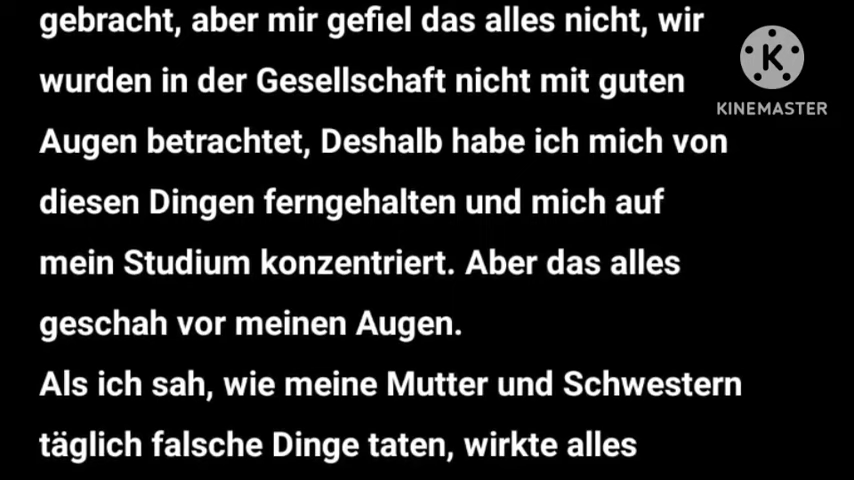 gebracht, aber mir gefiel das alles nicht, wir
wurden in der Gesellschaft nicht mit guten
Augen betrachtet, Deshalb habe ich mich von
diesen Dingen ferngehalten und mich auf
mein Studium konzentriert. Aber das alles
geschah vor meinen Augen.
Als ich sah, wie meine Mutter und Schwestern
täglich falsche Dinge taten, wirkte alles
K
KINEMASTER